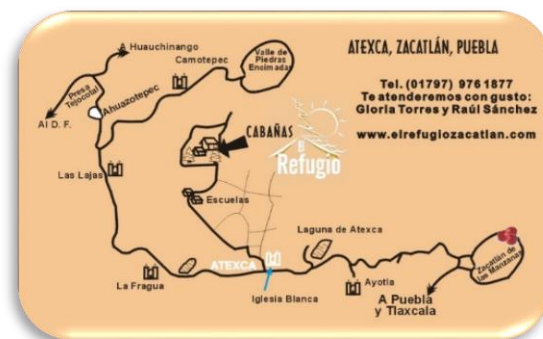 ATEXCA, ZACATLÁN, PUEBLA
Tel. (01797) 976 1877
Te atenderemos con gusto:
Gloria Torres y Raúl Sánchez
www.elrefugiozacatlan.com
A Huauchinango
Camotepec
Valle de
Piedras
Encimadas
Presa
Tejocotal
Ahuazotepec
Al D. F.
CABAÑAS
El
Refugio
Las Lajas
Escuelas
Laguna de Atexca
ATEXCA
La Fragua
Iglesia Blanca
Ayotla
Zacatlán de
las Manzanas
A Puebla
y Tlaxcala